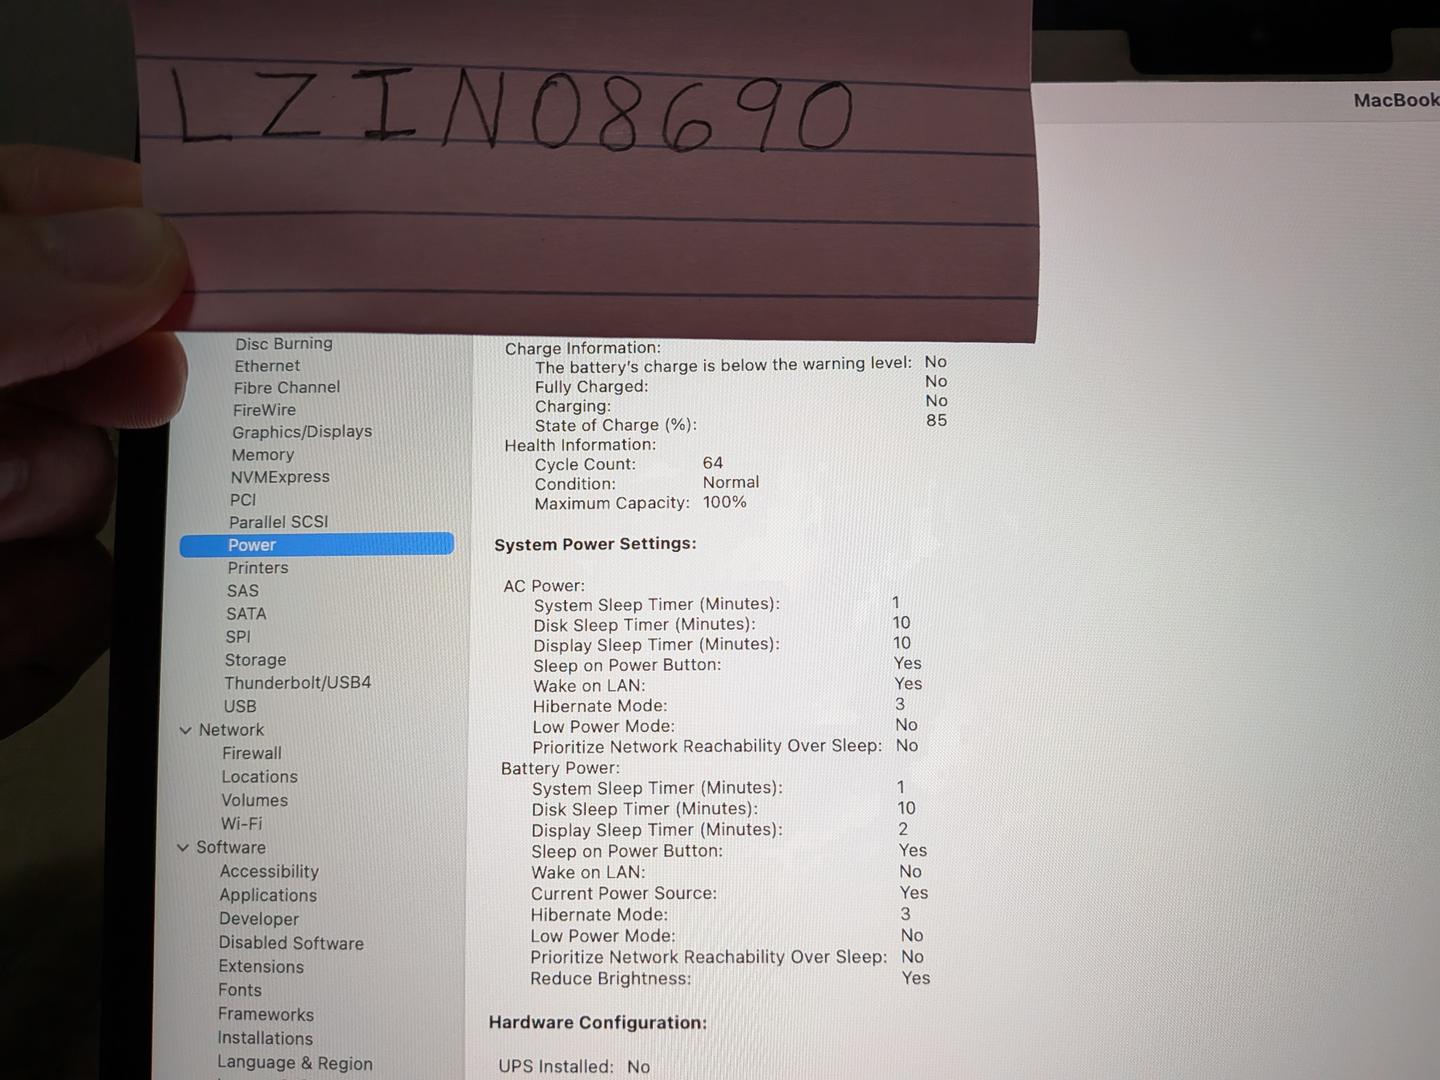 LZIN08690
MacBook
Disc Burning
Ethernet
Fibre Channel
FireWire
Graphics/Displays
Memory
NVMExpress
PCI
Parallel SCSI
Power
Printers
SAS
SATA
SPI
Storage
Thunderbolt/USB4
USB
Network
Firewall
Locations
Volumes
Wi-Fi
Software
Accessibility
Applications
Developer
Disabled Software
Extensions
Fonts
Frameworks
Installations
Language & Region
Charge Information:
The battery's charge is below the warning level: No
Fully Charged: No
Charging: No
State of Charge (%): 85
Health Information:
Cycle Count: 64
Condition: Normal
Maximum Capacity: 100%
System Power Settings:
AC Power:
System Sleep Timer (Minutes): 1
Disk Sleep Timer (Minutes): 10
Display Sleep Timer (Minutes): 10
Sleep on Power Button: Yes
Wake on LAN: Yes
Hibernate Mode: 3
Low Power Mode: No
Prioritize Network Reachability Over Sleep: No
Battery Power:
System Sleep Timer (Minutes): 1
Disk Sleep Timer (Minutes): 10
Display Sleep Timer (Minutes): 2
Sleep on Power Button: Yes
Wake on LAN: No
Current Power Source: Yes
Hibernate Mode: 3
Low Power Mode: No
Prioritize Network Reachability Over Sleep: No
Reduce Brightness: Yes
Hardware Configuration:
UPS Installed: No